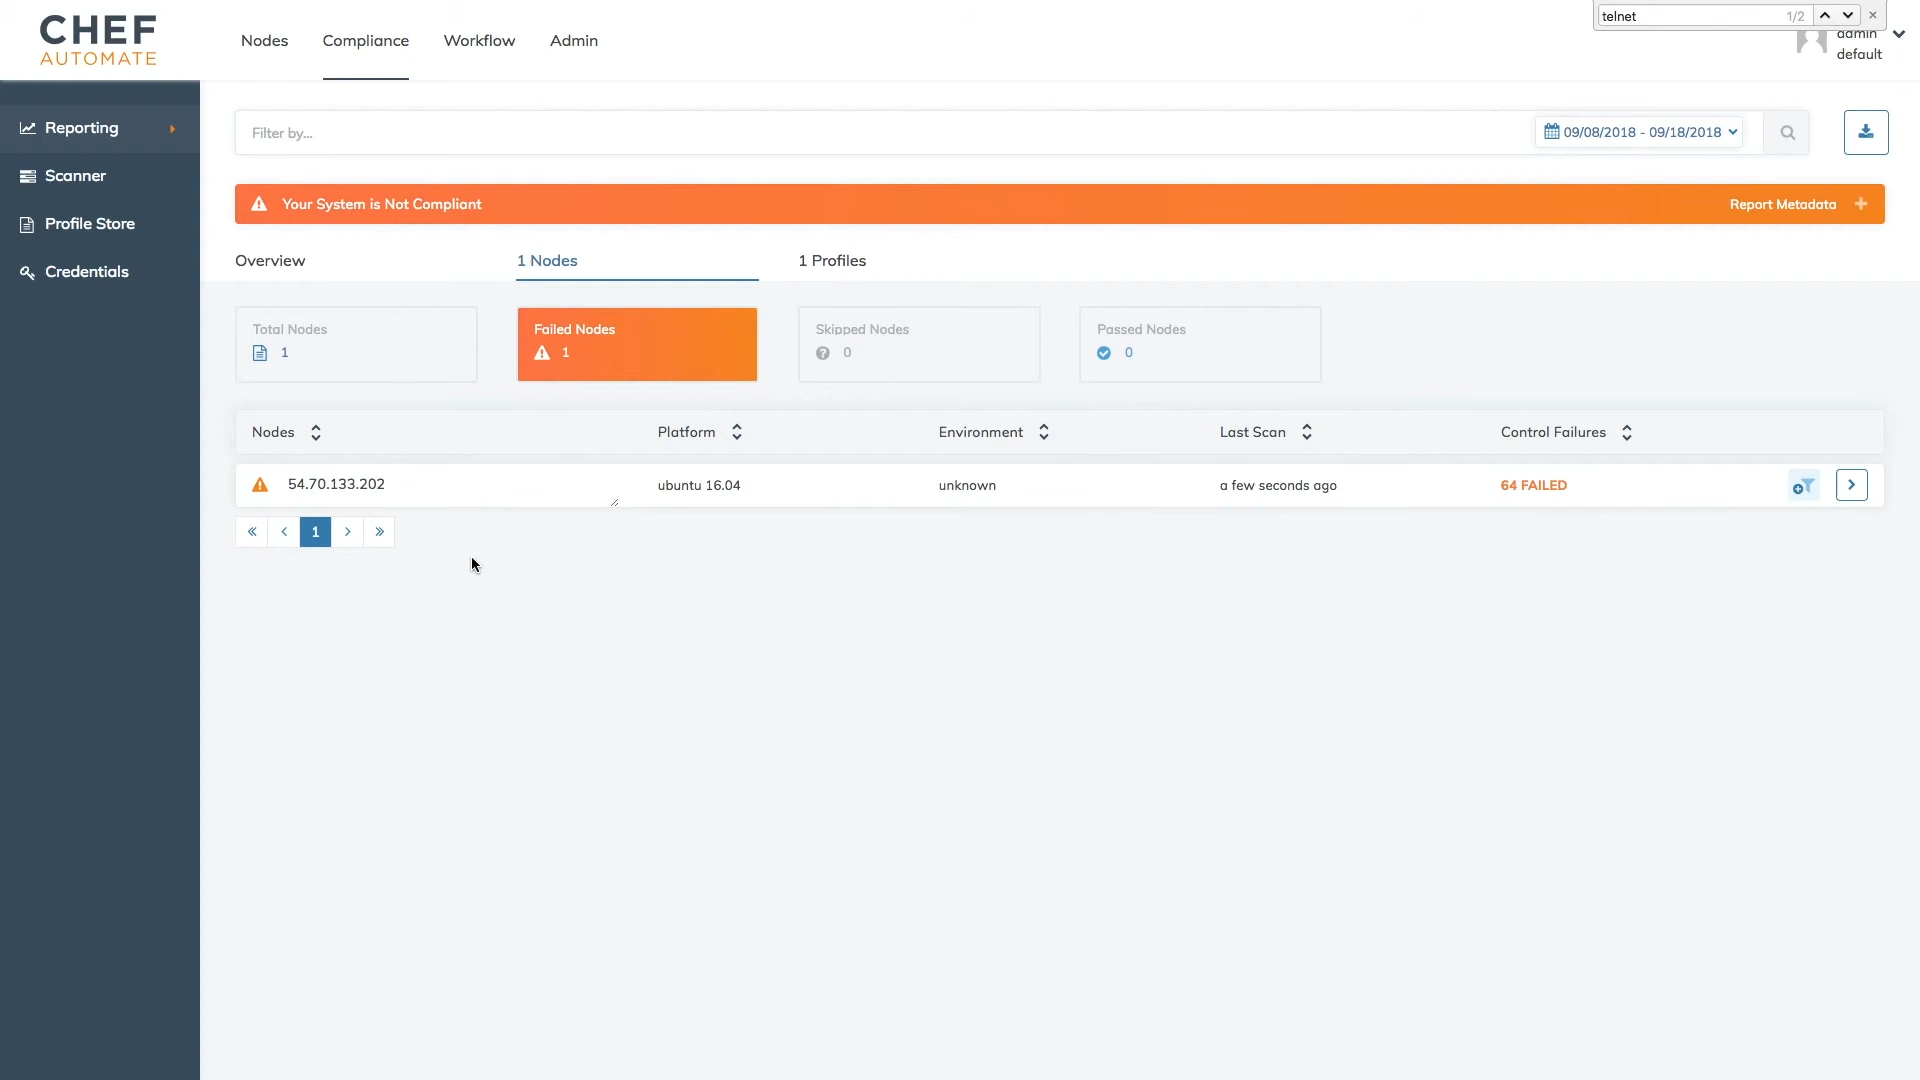 CHEF
AUTOMATE
Nodes
Compliance
Workflow
Admin
telnet
1/2
admin
default
Reporting
Scanner
Profile Store
Credentials
Filter by...
09/08/2018 - 09/18/2018
Your System is Not Compliant
Report Metadata
Overview
1 Nodes
1 Profiles
Total Nodes
1
Failed Nodes
1
Skipped Nodes
0
Passed Nodes
0
Nodes
Platform
Environment
Last Scan
Control Failures
54.70.133.202
ubuntu 16.04
unknown
a few seconds ago
64 FAILED
« ‹ 1 › »